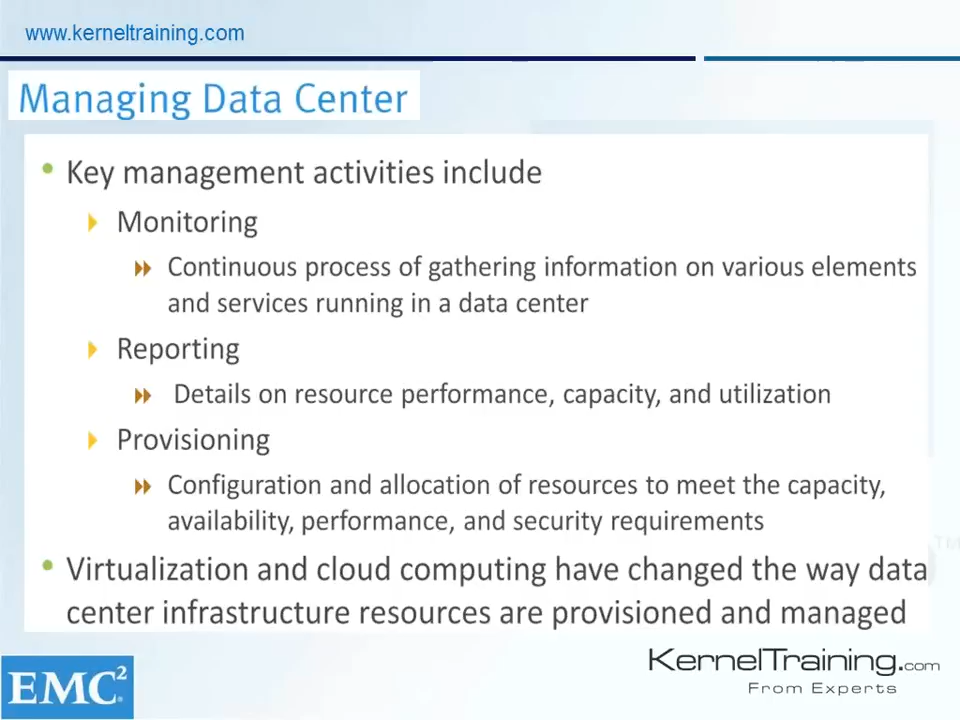 www.kerneltraining.com
Managing Data Center
• Key management activities include
Monitoring
Continuous process of gathering information on various elements
and services running in a data center
Reporting
Details on resource performance, capacity, and utilization
Provisioning
Configuration and allocation of resources to meet the capacity,
availability, performance, and security requirements
• Virtualization and cloud computing have changed the way data
center infrastructure resources are provisioned and managed
TM
EMC²
KernelTraining.com
From Experts